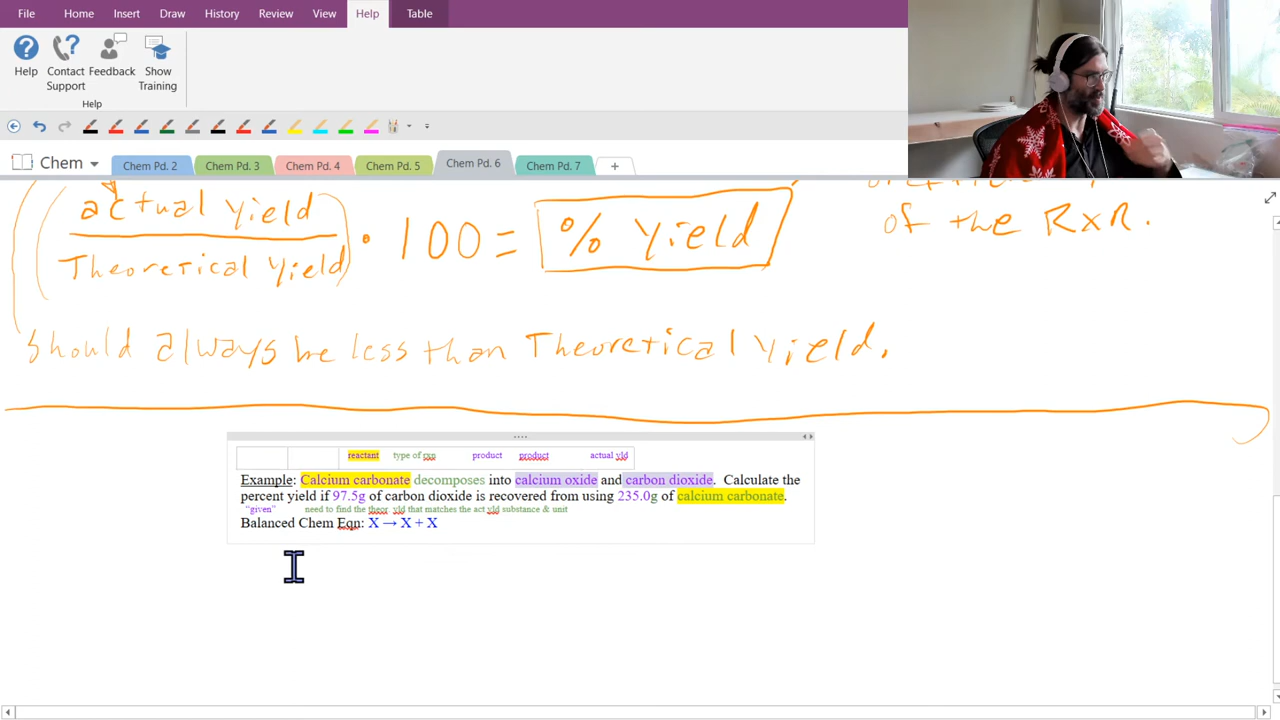 File Home Insert Draw History Review View Help Table
Help Contact Support Feedback Show Training
Help
Chem Chem Pd. 2 Chem Pd. 3 Chem Pd. 4 Chem Pd. 5 Chem Pd. 6 Chem Pd. 7 +
actual yield
Theoretical Yield
· 100 = % Yield
of the RxR.
should always be less than Theoretical Yield.
reactant type of rxn product product actual yld
Example: Calcium carbonate decomposes into calcium oxide and carbon dioxide. Calculate the
percent yield if 97.5g of carbon dioxide is recovered from using 235.0g of calcium carbonate.
"given" need to find the theor yld that matches the act yld substance & unit
Balanced Chem Eqn: X → X + X